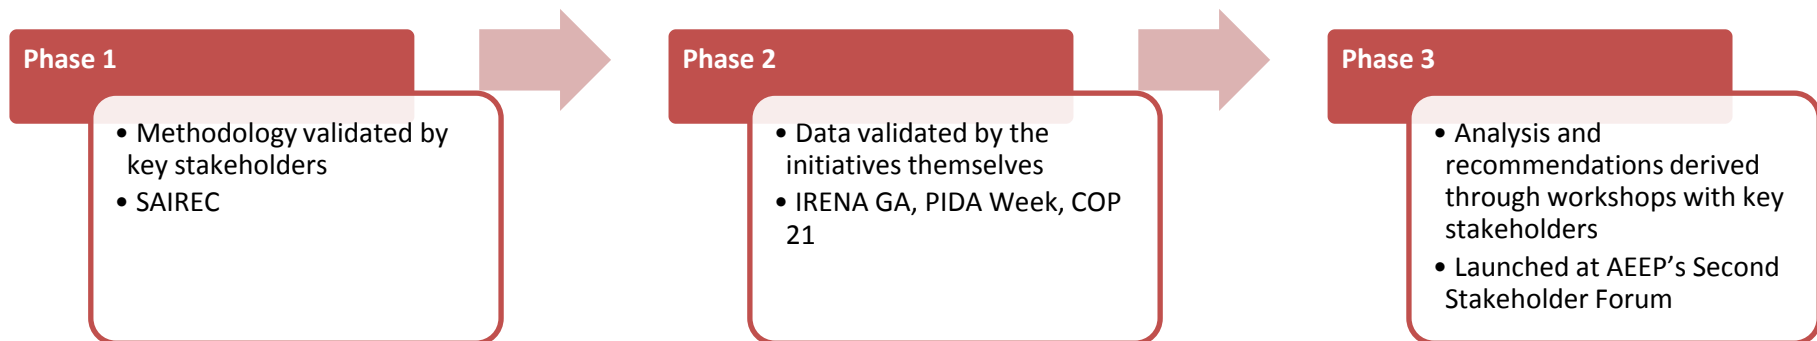 Phase 1
• Methodology validated by
key stakeholders
• SAIREC
Phase 2
• Data validated by the
initiatives themselves
• IRENA GA, PIDA Week, COP
21
Phase 3
• Analysis and
recommendations derived
through workshops with key
stakeholders
• Launched at AEEP’s Second
Stakeholder Forum